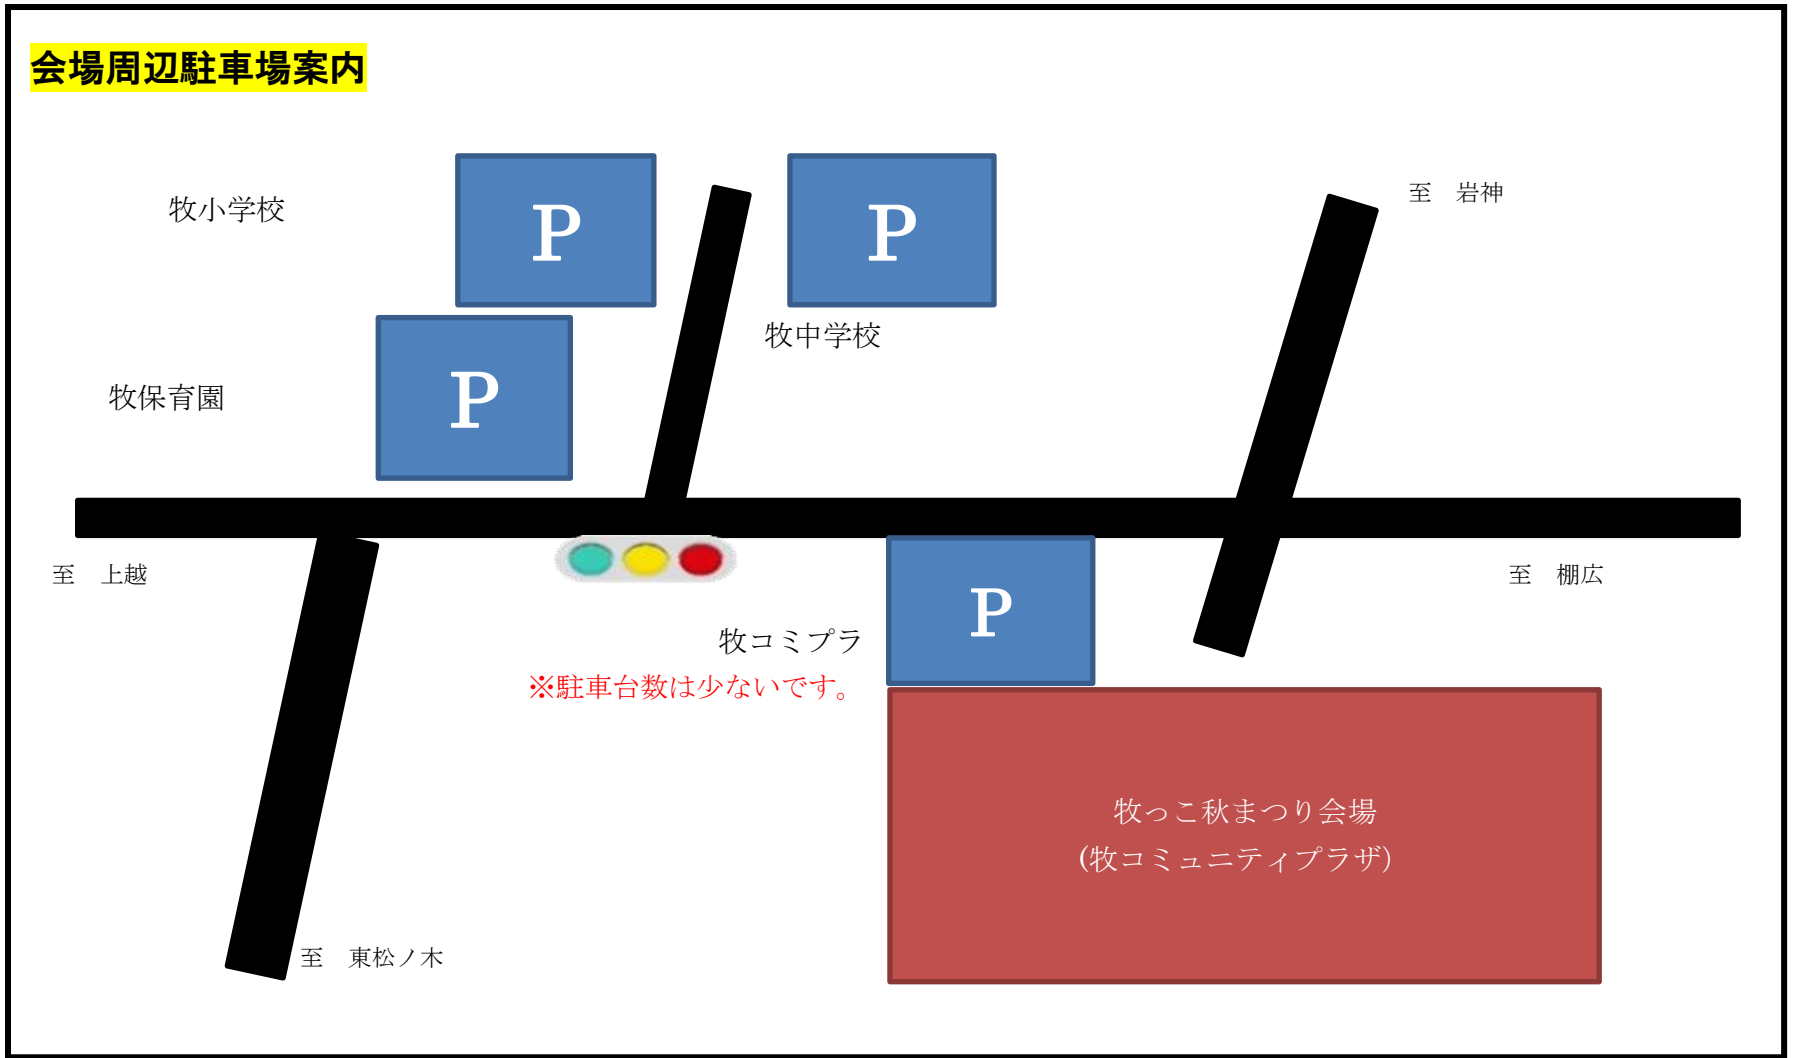 会場周辺駐車場案内
牧小学校
P
P
至　岩神
牧中学校
牧保育園
P
至　上越
至　棚広
P
牧コミプラ
※駐車台数は少ないです。
牧っこ秋まつり会場
(牧コミュニティプラザ)
至　東松ノ木